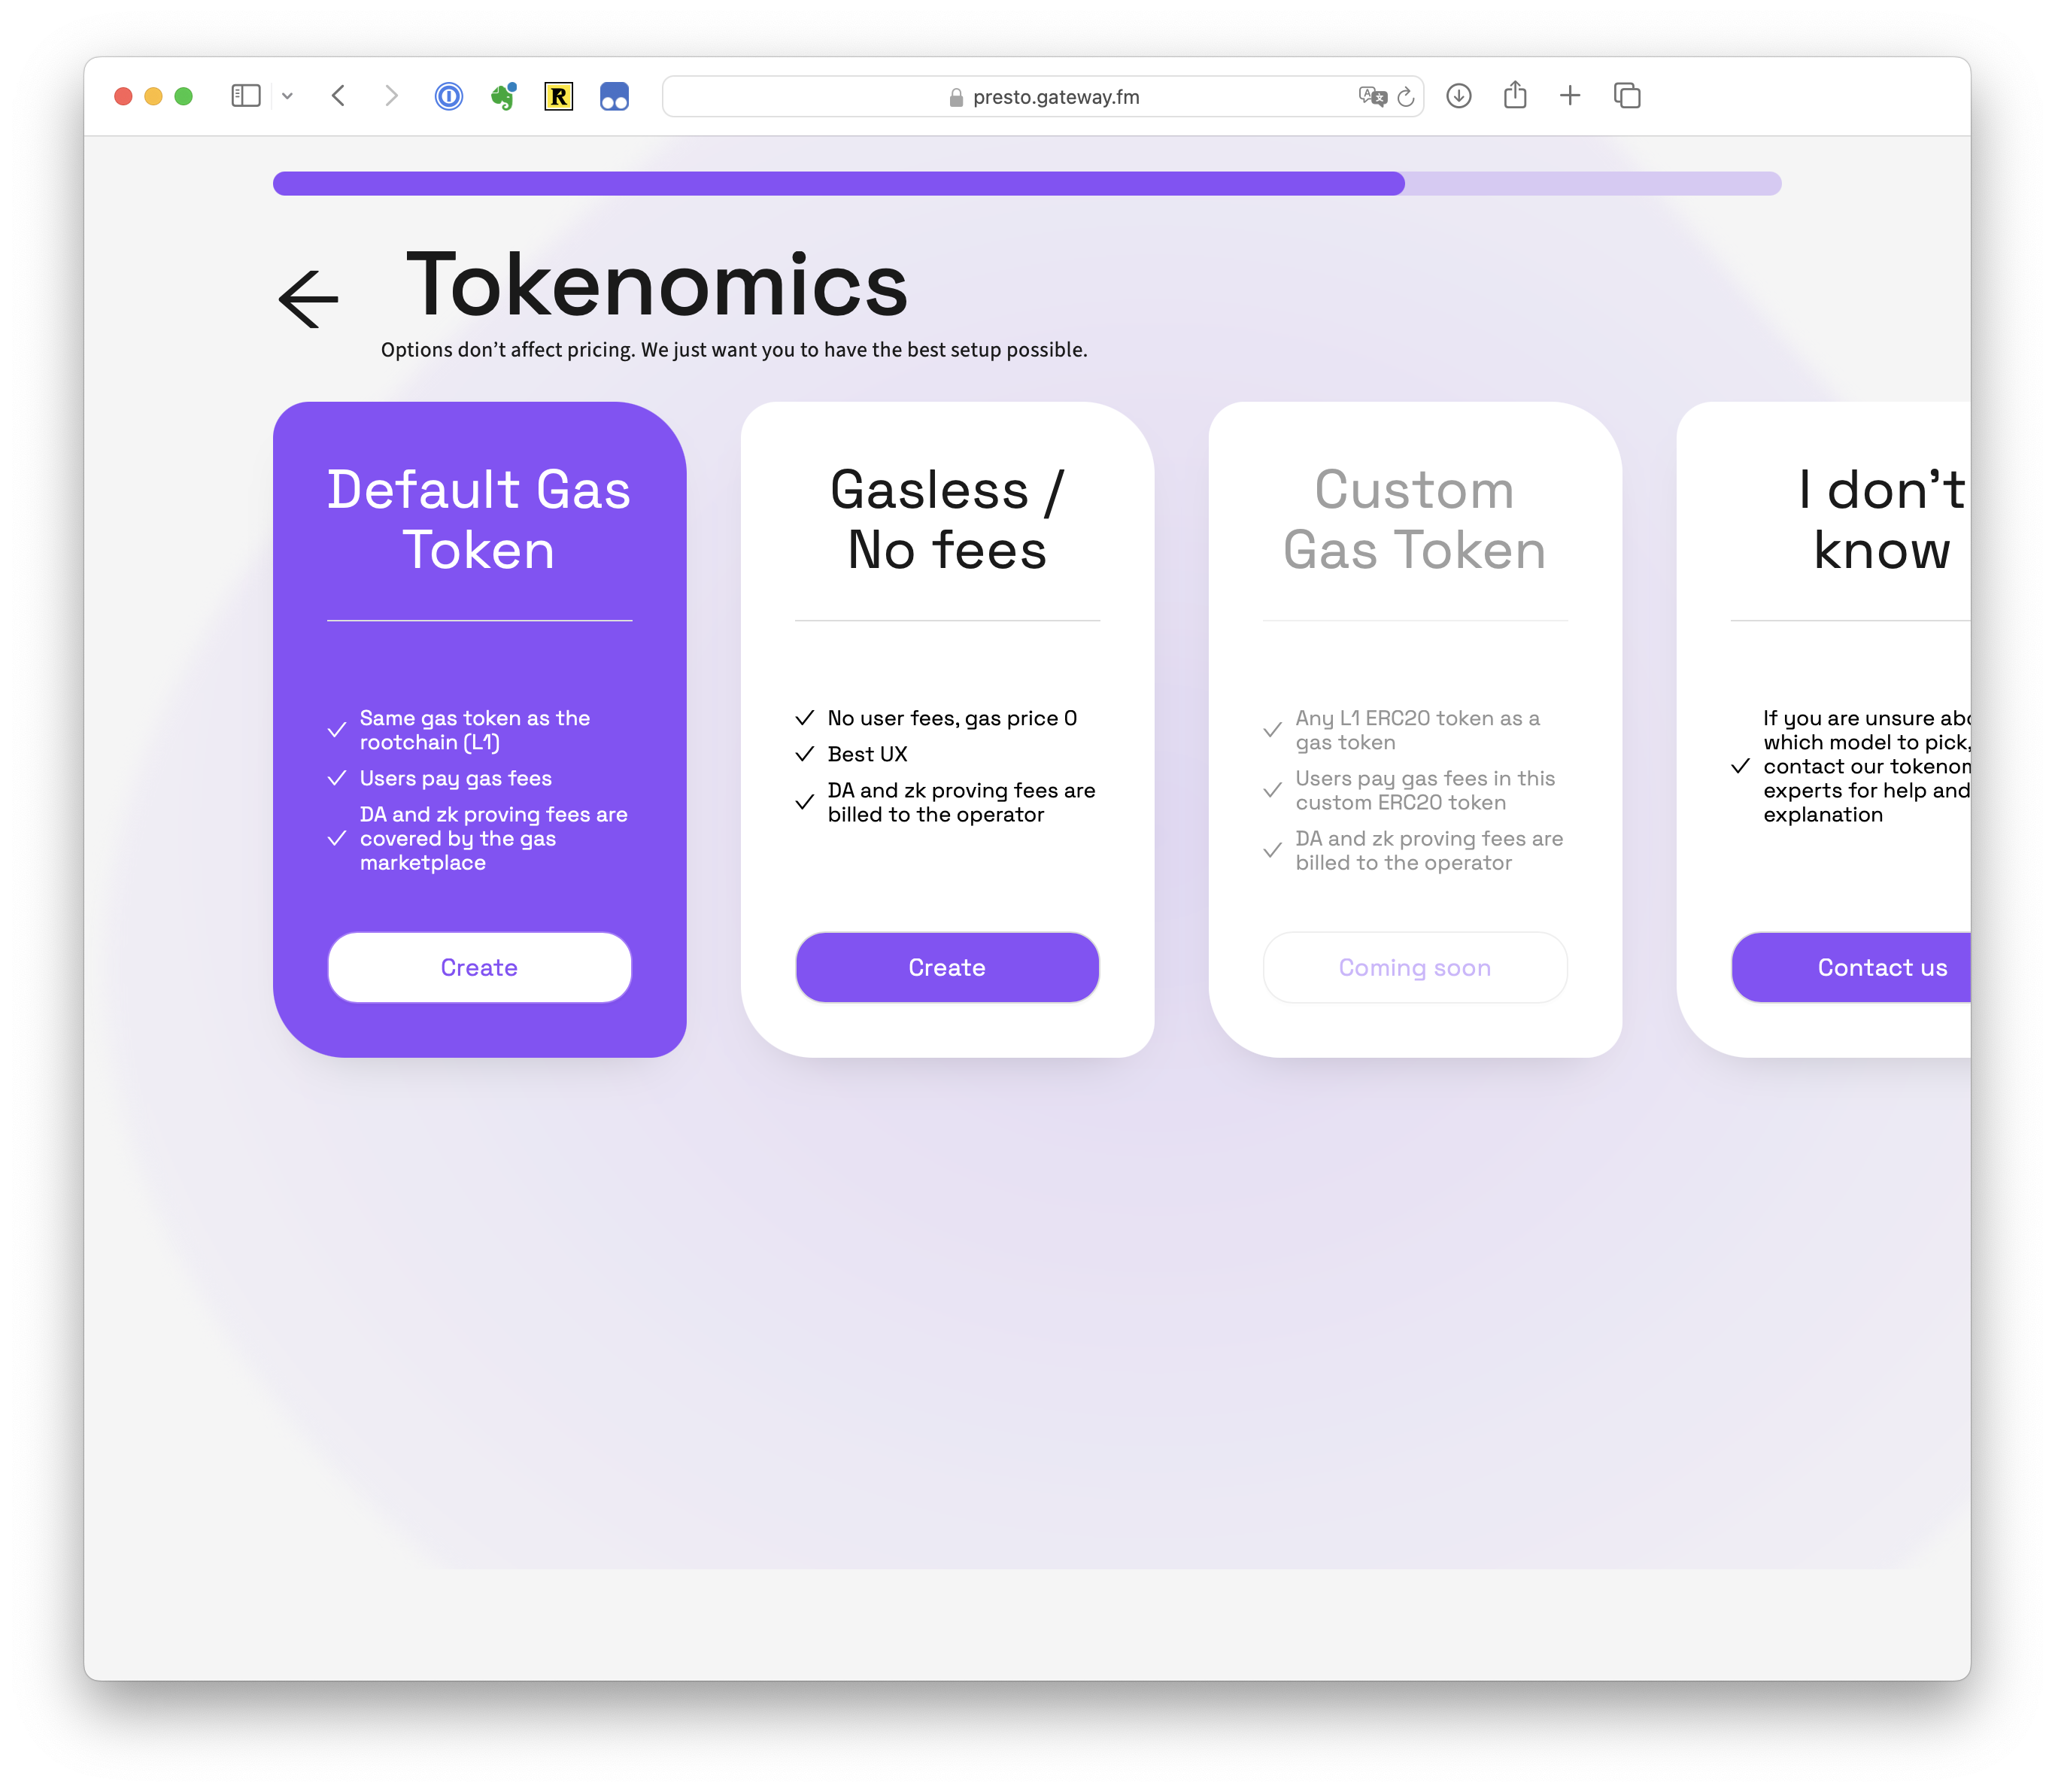 presto.gateway.fm
Tokenomics
Options don’t affect pricing. We just want you to have the best setup possible.
Default Gas
Token
Same gas token as the
rootchain (L1)
Users pay gas fees
DA and zk proving fees are
covered by the gas
marketplace
Create
Gasless /
No fees
No user fees, gas price 0
Best UX
DA and zk proving fees are
billed to the operator
Create
Custom
Gas Token
Any L1 ERC20 token as a
gas token
Users pay gas fees in this
custom ERC20 token
DA and zk proving fees are
billed to the operator
Coming soon
I don’t
know
If you are unsure
which model to pick,
contact our
experts for help and
explanation
Contact us